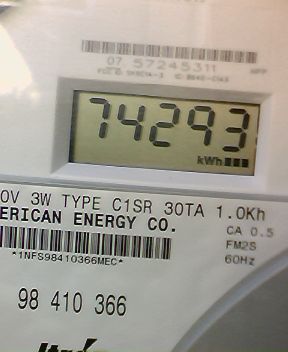 07 57245311
74293
kWh
0V 3W TYPE C1SR 30TA 1.0Kh
ERICAN ENERGY CO.
CA 0.5
FM2S
*1NFS98410366MEC*
60Hz
98 410 366